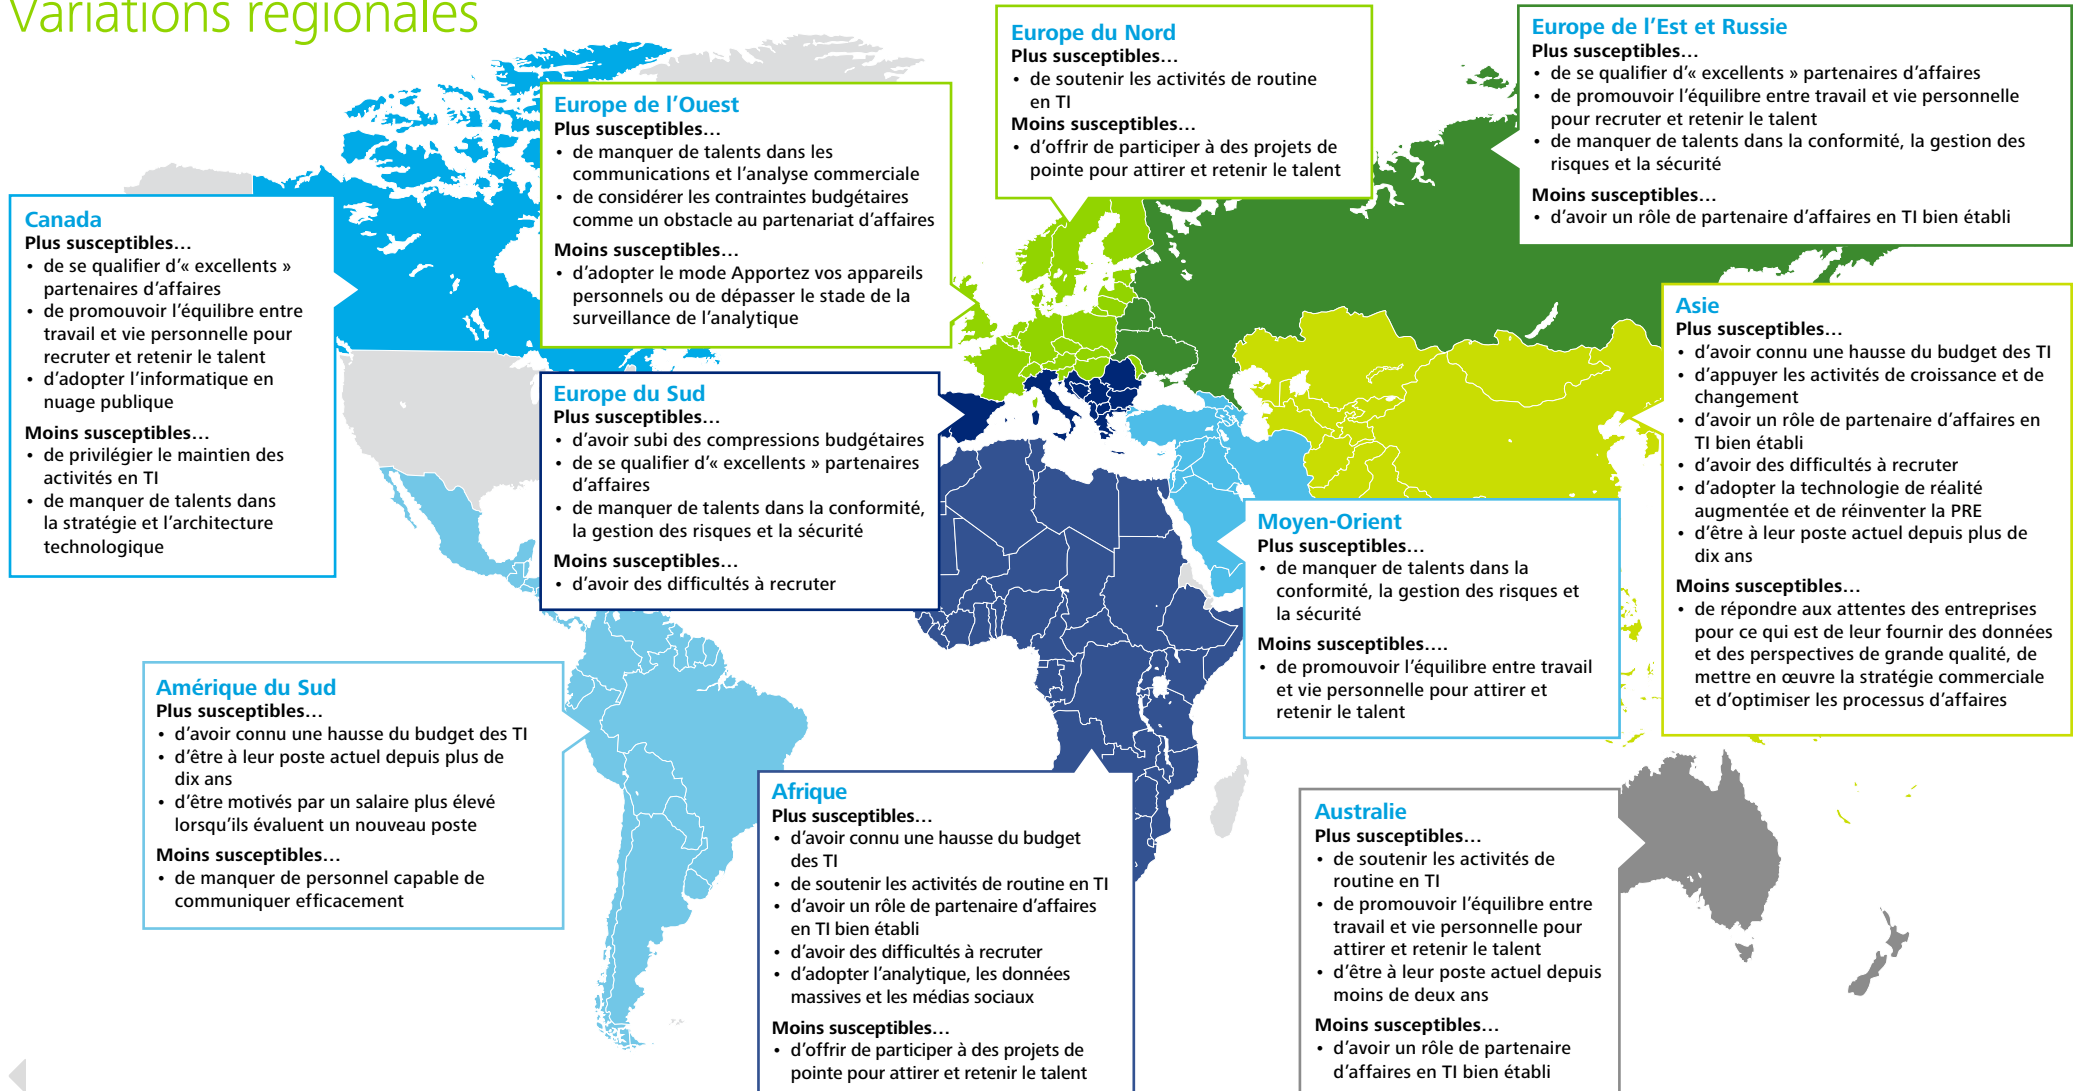 Variations régionales
Canada
Plus susceptibles…
• de se qualifier d'« excellents »
partenaires d'affaires
• de promouvoir l'équilibre entre
travail et vie personnelle pour
recruter et retenir le talent
• d'adopter l'informatique en
nuage publique
Moins susceptibles…
• de privilégier le maintien des
activités en TI
• de manquer de talents dans
la stratégie et l'architecture
technologique
Europe de l'Ouest
Plus susceptibles…
• de manquer de talents dans les
communications et l'analyse commerciale
• de considérer les contraintes budgétaires
comme un obstacle au partenariat d'affaires
Moins susceptibles…
• d'adopter le mode Apportez vos appareils
personnels ou de dépasser le stade de la
surveillance de l'analytique
Europe du Nord
Plus susceptibles…
• de soutenir les activités de routine
en TI
Moins susceptibles…
• d'offrir de participer à des projets de
pointe pour attirer et retenir le talent
Europe de l'Est et Russie
Plus susceptibles…
• de se qualifier d'« excellents » partenaires d'affaires
• de promouvoir l'équilibre entre travail et vie personnelle
pour recruter et retenir le talent
• de manquer de talents dans la conformité, la gestion des
risques et la sécurité
Moins susceptibles…
• d'avoir un rôle de partenaire d'affaires en TI bien établi
Europe du Sud
Plus susceptibles…
• d'avoir subi des compressions budgétaires
• de se qualifier d'« excellents » partenaires
d'affaires
• de manquer de talents dans la conformité,
la gestion des risques et la sécurité
Moins susceptibles…
• d'avoir des difficultés à recruter
Asie
Plus susceptibles…
• d'avoir connu une hausse du budget des TI
• d'appuyer les activités de croissance et de
changement
• d'avoir un rôle de partenaire d'affaires en
TI bien établi
• d'avoir des difficultés à recruter
• d'adopter la technologie de réalité
augmentée et de réinventer la PRE
• d'être à leur poste actuel depuis plus de
dix ans
Moins susceptibles…
• de répondre aux attentes des entreprises
pour ce qui est de leur fournir des données
et des perspectives de grande qualité, de
mettre en œuvre la stratégie commerciale
et d'optimiser les processus d'affaires
Moyen-Orient
Plus susceptibles…
• de manquer de talents dans la
conformité, la gestion des risques et
la sécurité
Moins susceptibles….
• de promouvoir l'équilibre entre travail
et vie personnelle pour attirer et
retenir le talent
Amérique du Sud
Plus susceptibles…
• d'avoir connu une hausse du budget des TI
• d'être à leur poste actuel depuis plus de
dix ans
• d'être motivés par un salaire plus élevé
lorsqu'ils évaluent un nouveau poste
Moins susceptibles…
• de manquer de personnel capable de
communiquer efficacement
Afrique
Plus susceptibles…
• d'avoir connu une hausse du budget
des TI
• de soutenir les activités de routine en TI
• d'avoir un rôle de partenaire d'affaires
en TI bien établi
• d'avoir des difficultés à recruter
• d'adopter l'analytique, les données
massives et les médias sociaux
Moins susceptibles…
• d'offrir de participer à des projets de
pointe pour attirer et retenir le talent
Australie
Plus susceptibles…
• de soutenir les activités de
routine en TI
• de promouvoir l'équilibre entre
travail et vie personnelle pour
attirer et retenir le talent
• d'être à leur poste actuel depuis
moins de deux ans
Moins susceptibles…
• d'avoir un rôle de partenaire
d'affaires en TI bien établi